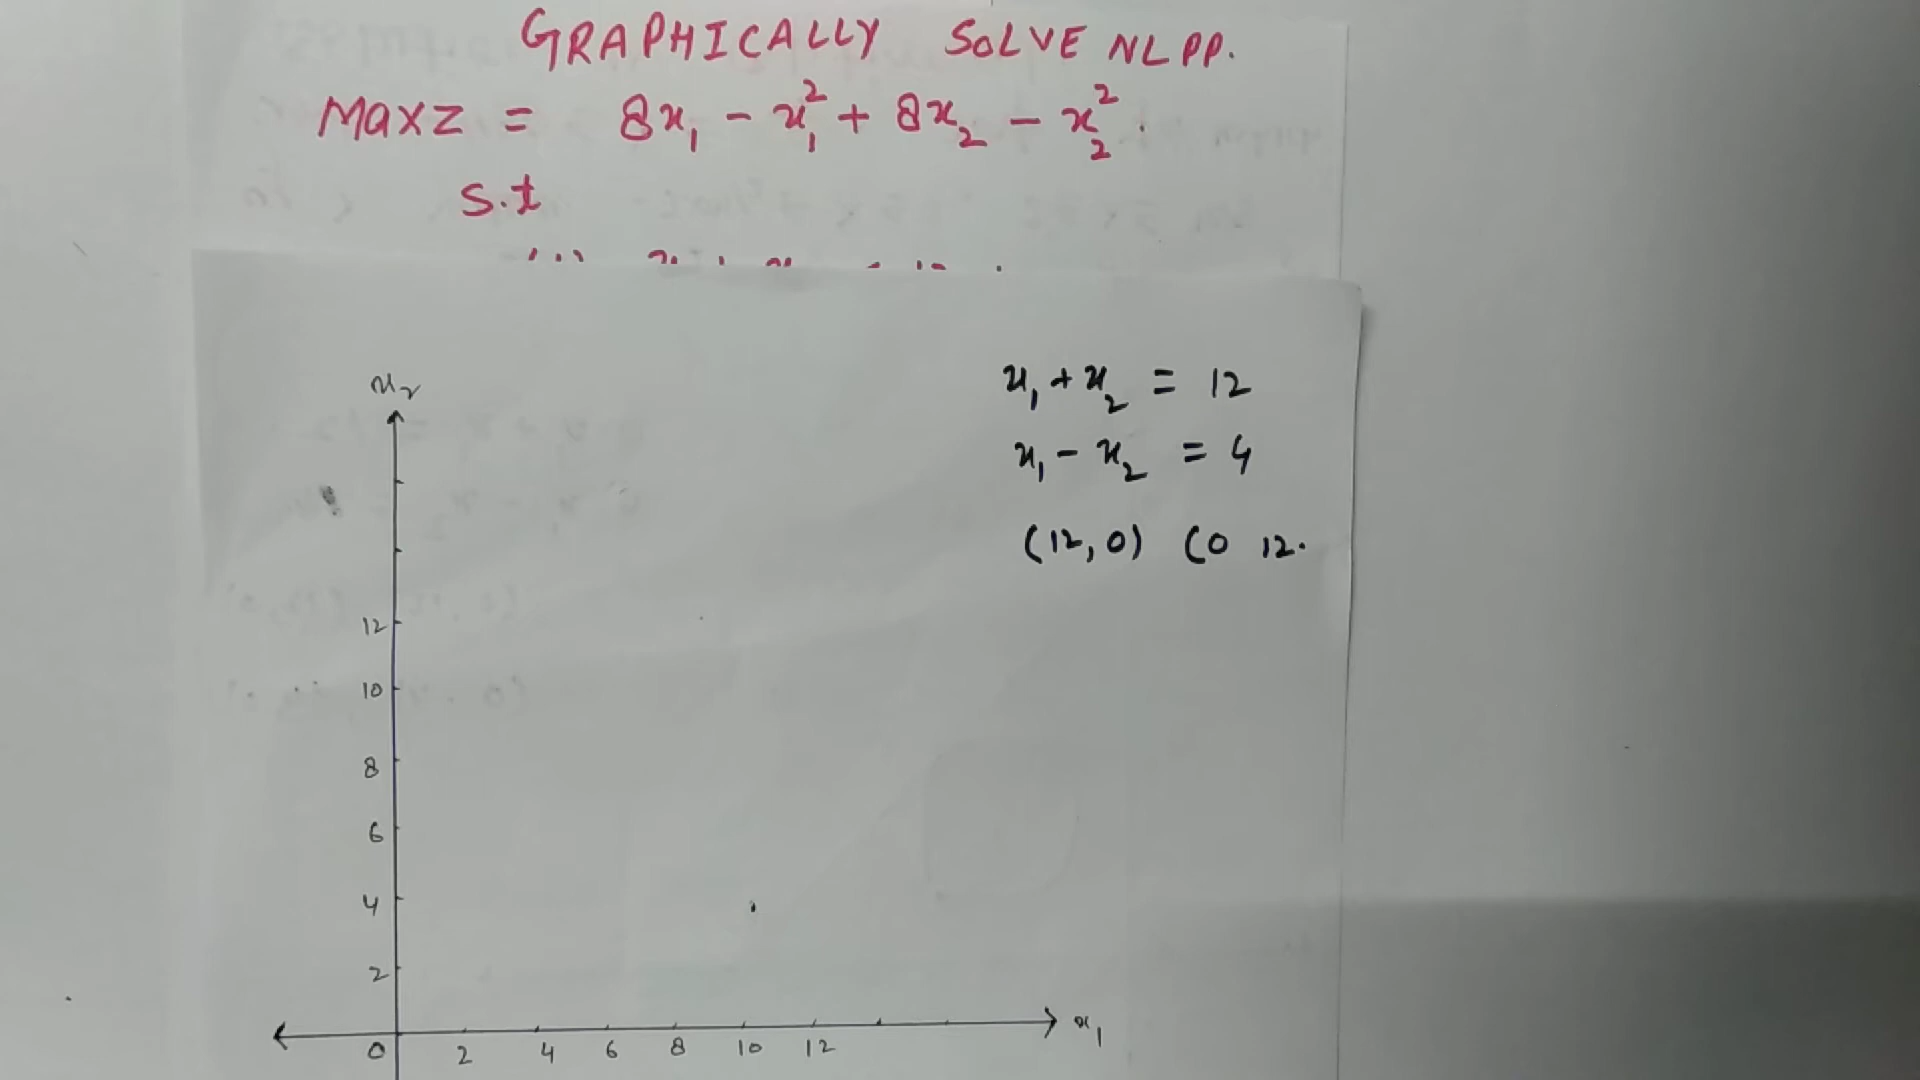 GRAPHICALLY SOLVE NLPP.
Max z = 8x₁ - x₁² + 8x₂ - x₂².
s.t
x₂
x₁ + x₂ = 12
x₁ - x₂ = 4
(12,0) (0 12.
12
10
8
6
4
2
0 2 4 6 8 10 12 x₁